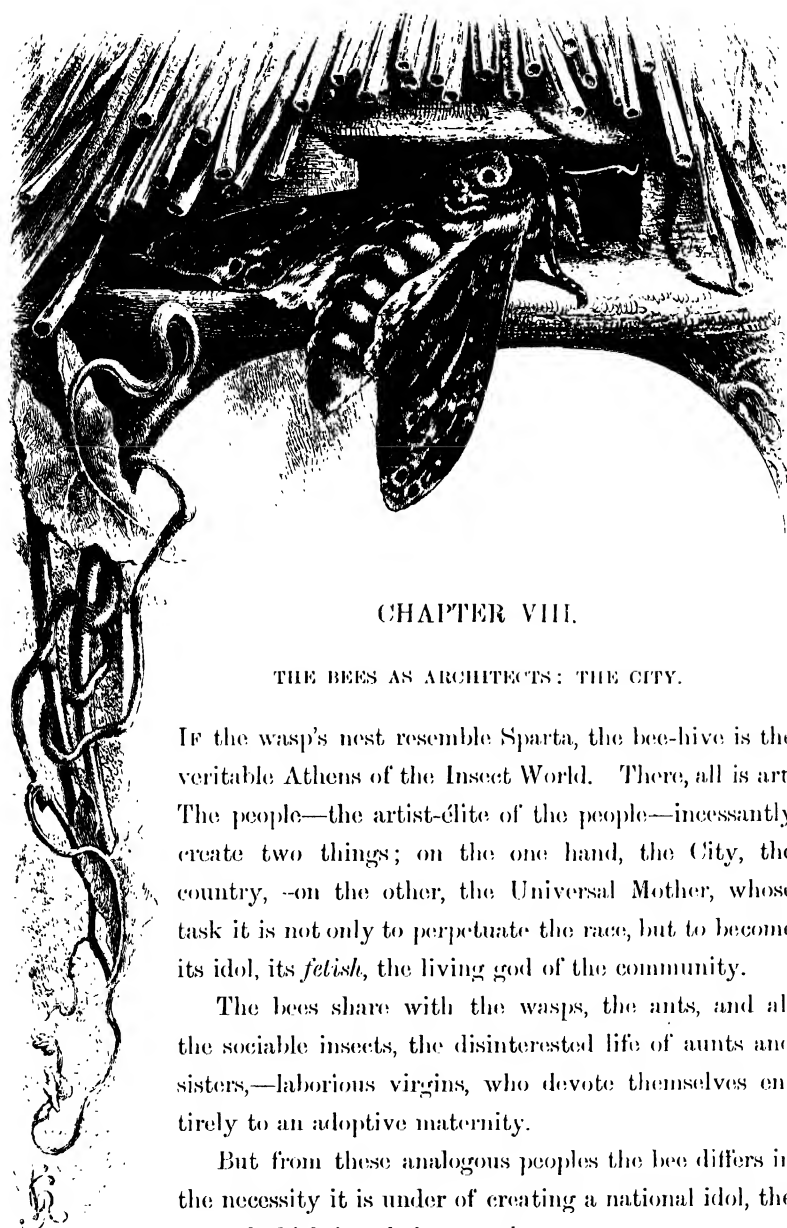 CHAPTER VIII.
THE BEES AS ARCHITECTS: THE CITY.
IF the wasp's nest resemble Sparta, the bee-hive is the
veritable Athens of the Insect World. There, all is art
The people—the artist-élite of the people—incessantly
create two things; on the one hand, the City, the
country, —on the other, the Universal Mother, whose
task it is not only to perpetuate the race, but to become
its idol, its fetish, the living god of the community.
The bees share with the wasps, the ants, and al
the sociable insects, the disinterested life of aunts and
sisters,—laborious virgins, who devote themselves en
tirely to an adoptive maternity.
But from these analogous peoples the bee differs in
the necessity it is under of creating a national idol, the